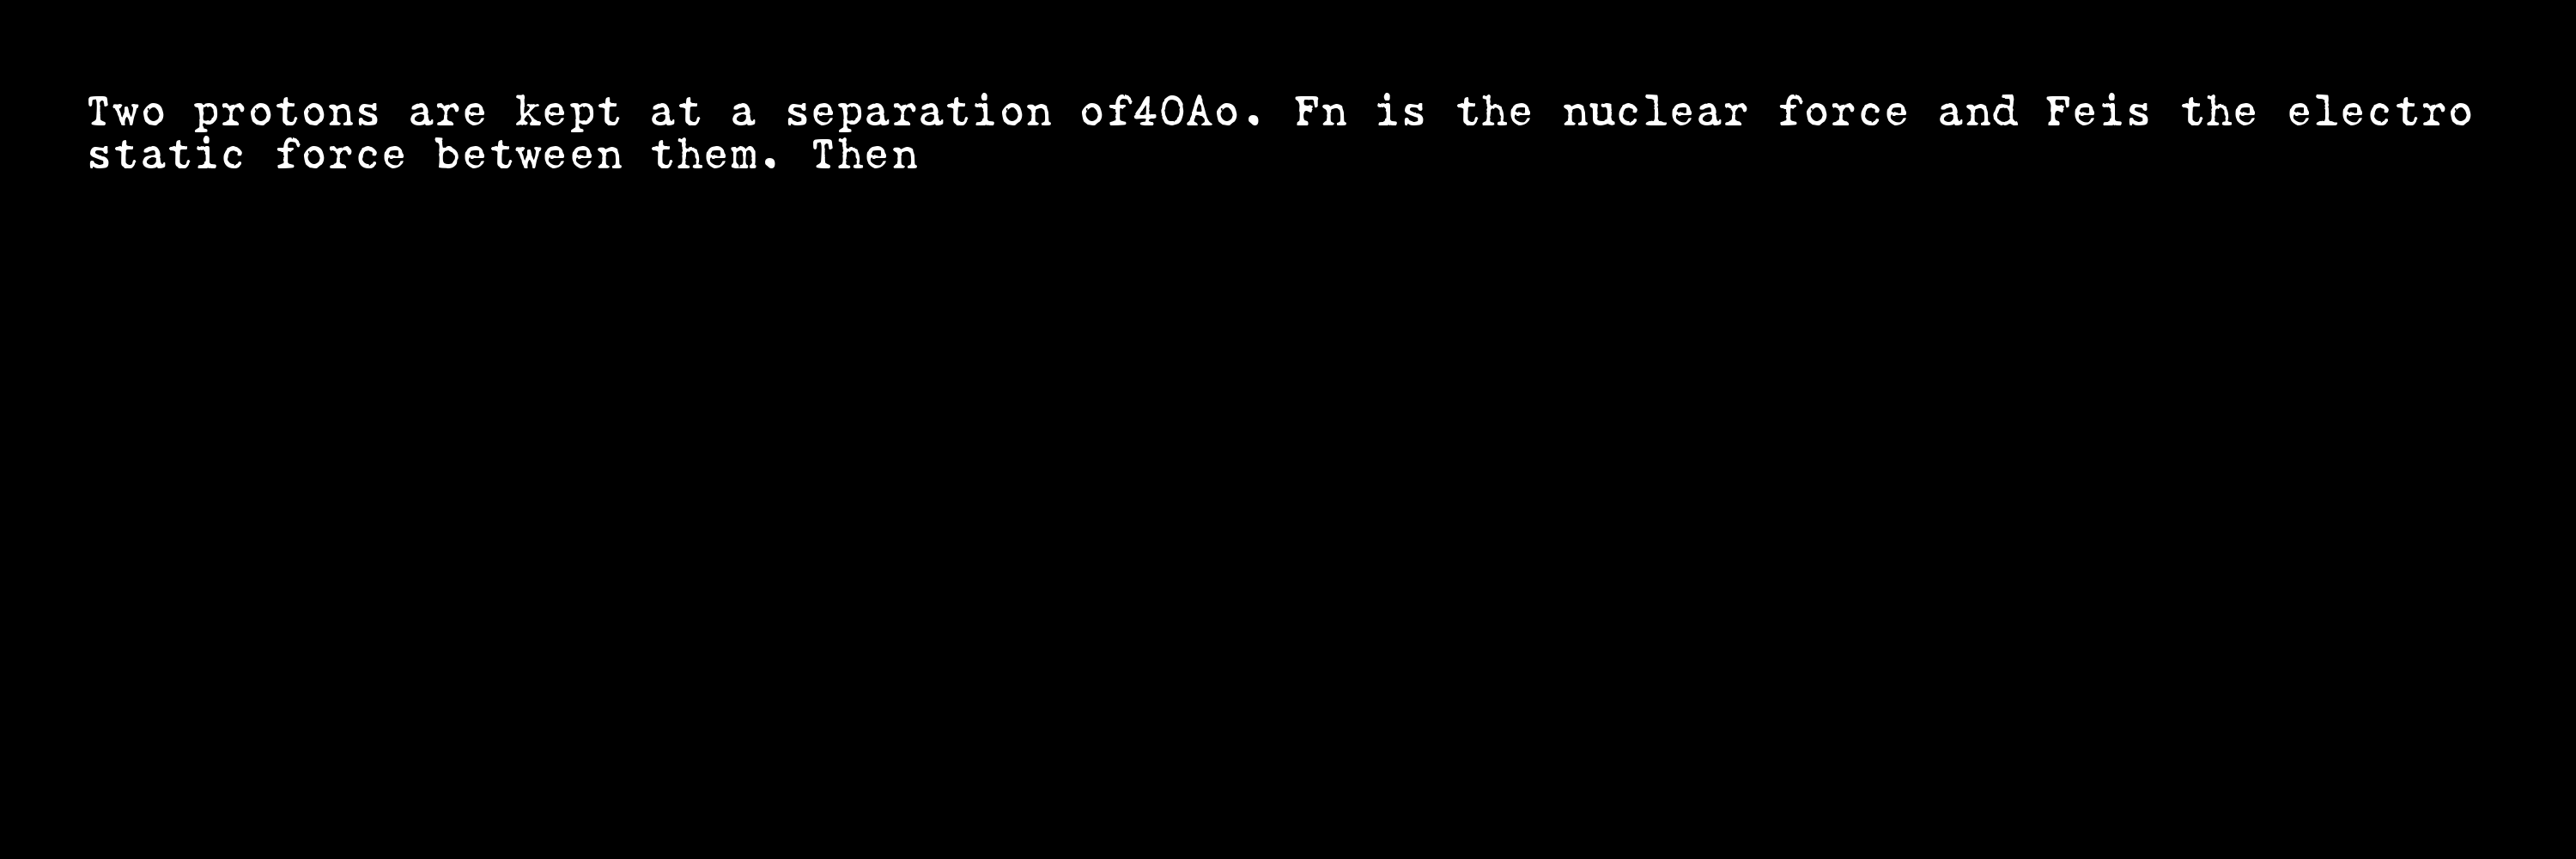 Two protons are kept at a separation of40Ao. Fn is the nuclear force and Feis the electro
static force between them. Then